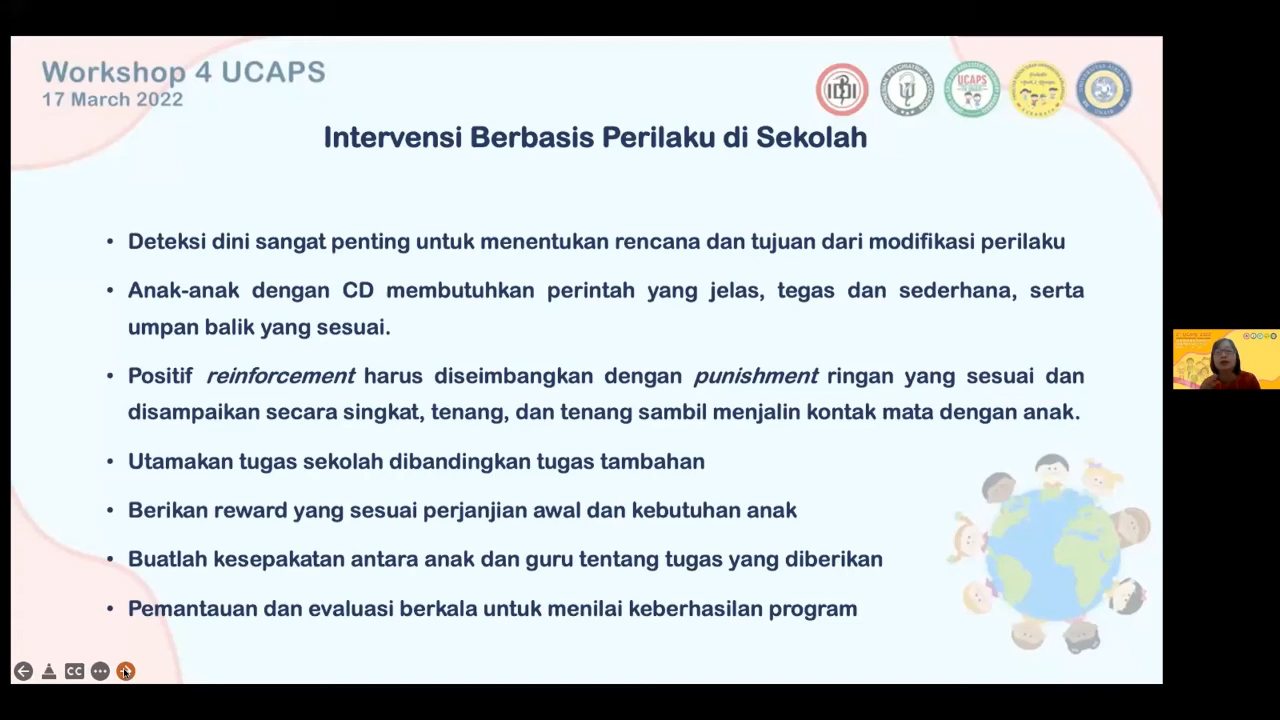 Workshop 4 UCAPS
17 March 2022
Intervensi Berbasis Perilaku di Sekolah
• Deteksi dini sangat penting untuk menentukan rencana dan tujuan dari modifikasi perilaku
• Anak-anak dengan CD membutuhkan perintah yang jelas, tegas dan sederhana, serta
umpan balik yang sesuai.
• Positif reinforcement harus diseimbangkan dengan punishment ringan yang sesuai dan
disampaikan secara singkat, tenang, dan tenang sambil menjalin kontak mata dengan anak.
• Utamakan tugas sekolah dibandingkan tugas tambahan
• Berikan reward yang sesuai perjanjian awal dan kebutuhan anak
• Buatlah kesepakatan antara anak dan guru tentang tugas yang diberikan
• Pemantauan dan evaluasi berkala untuk menilai keberhasilan program
UCAPS
CC